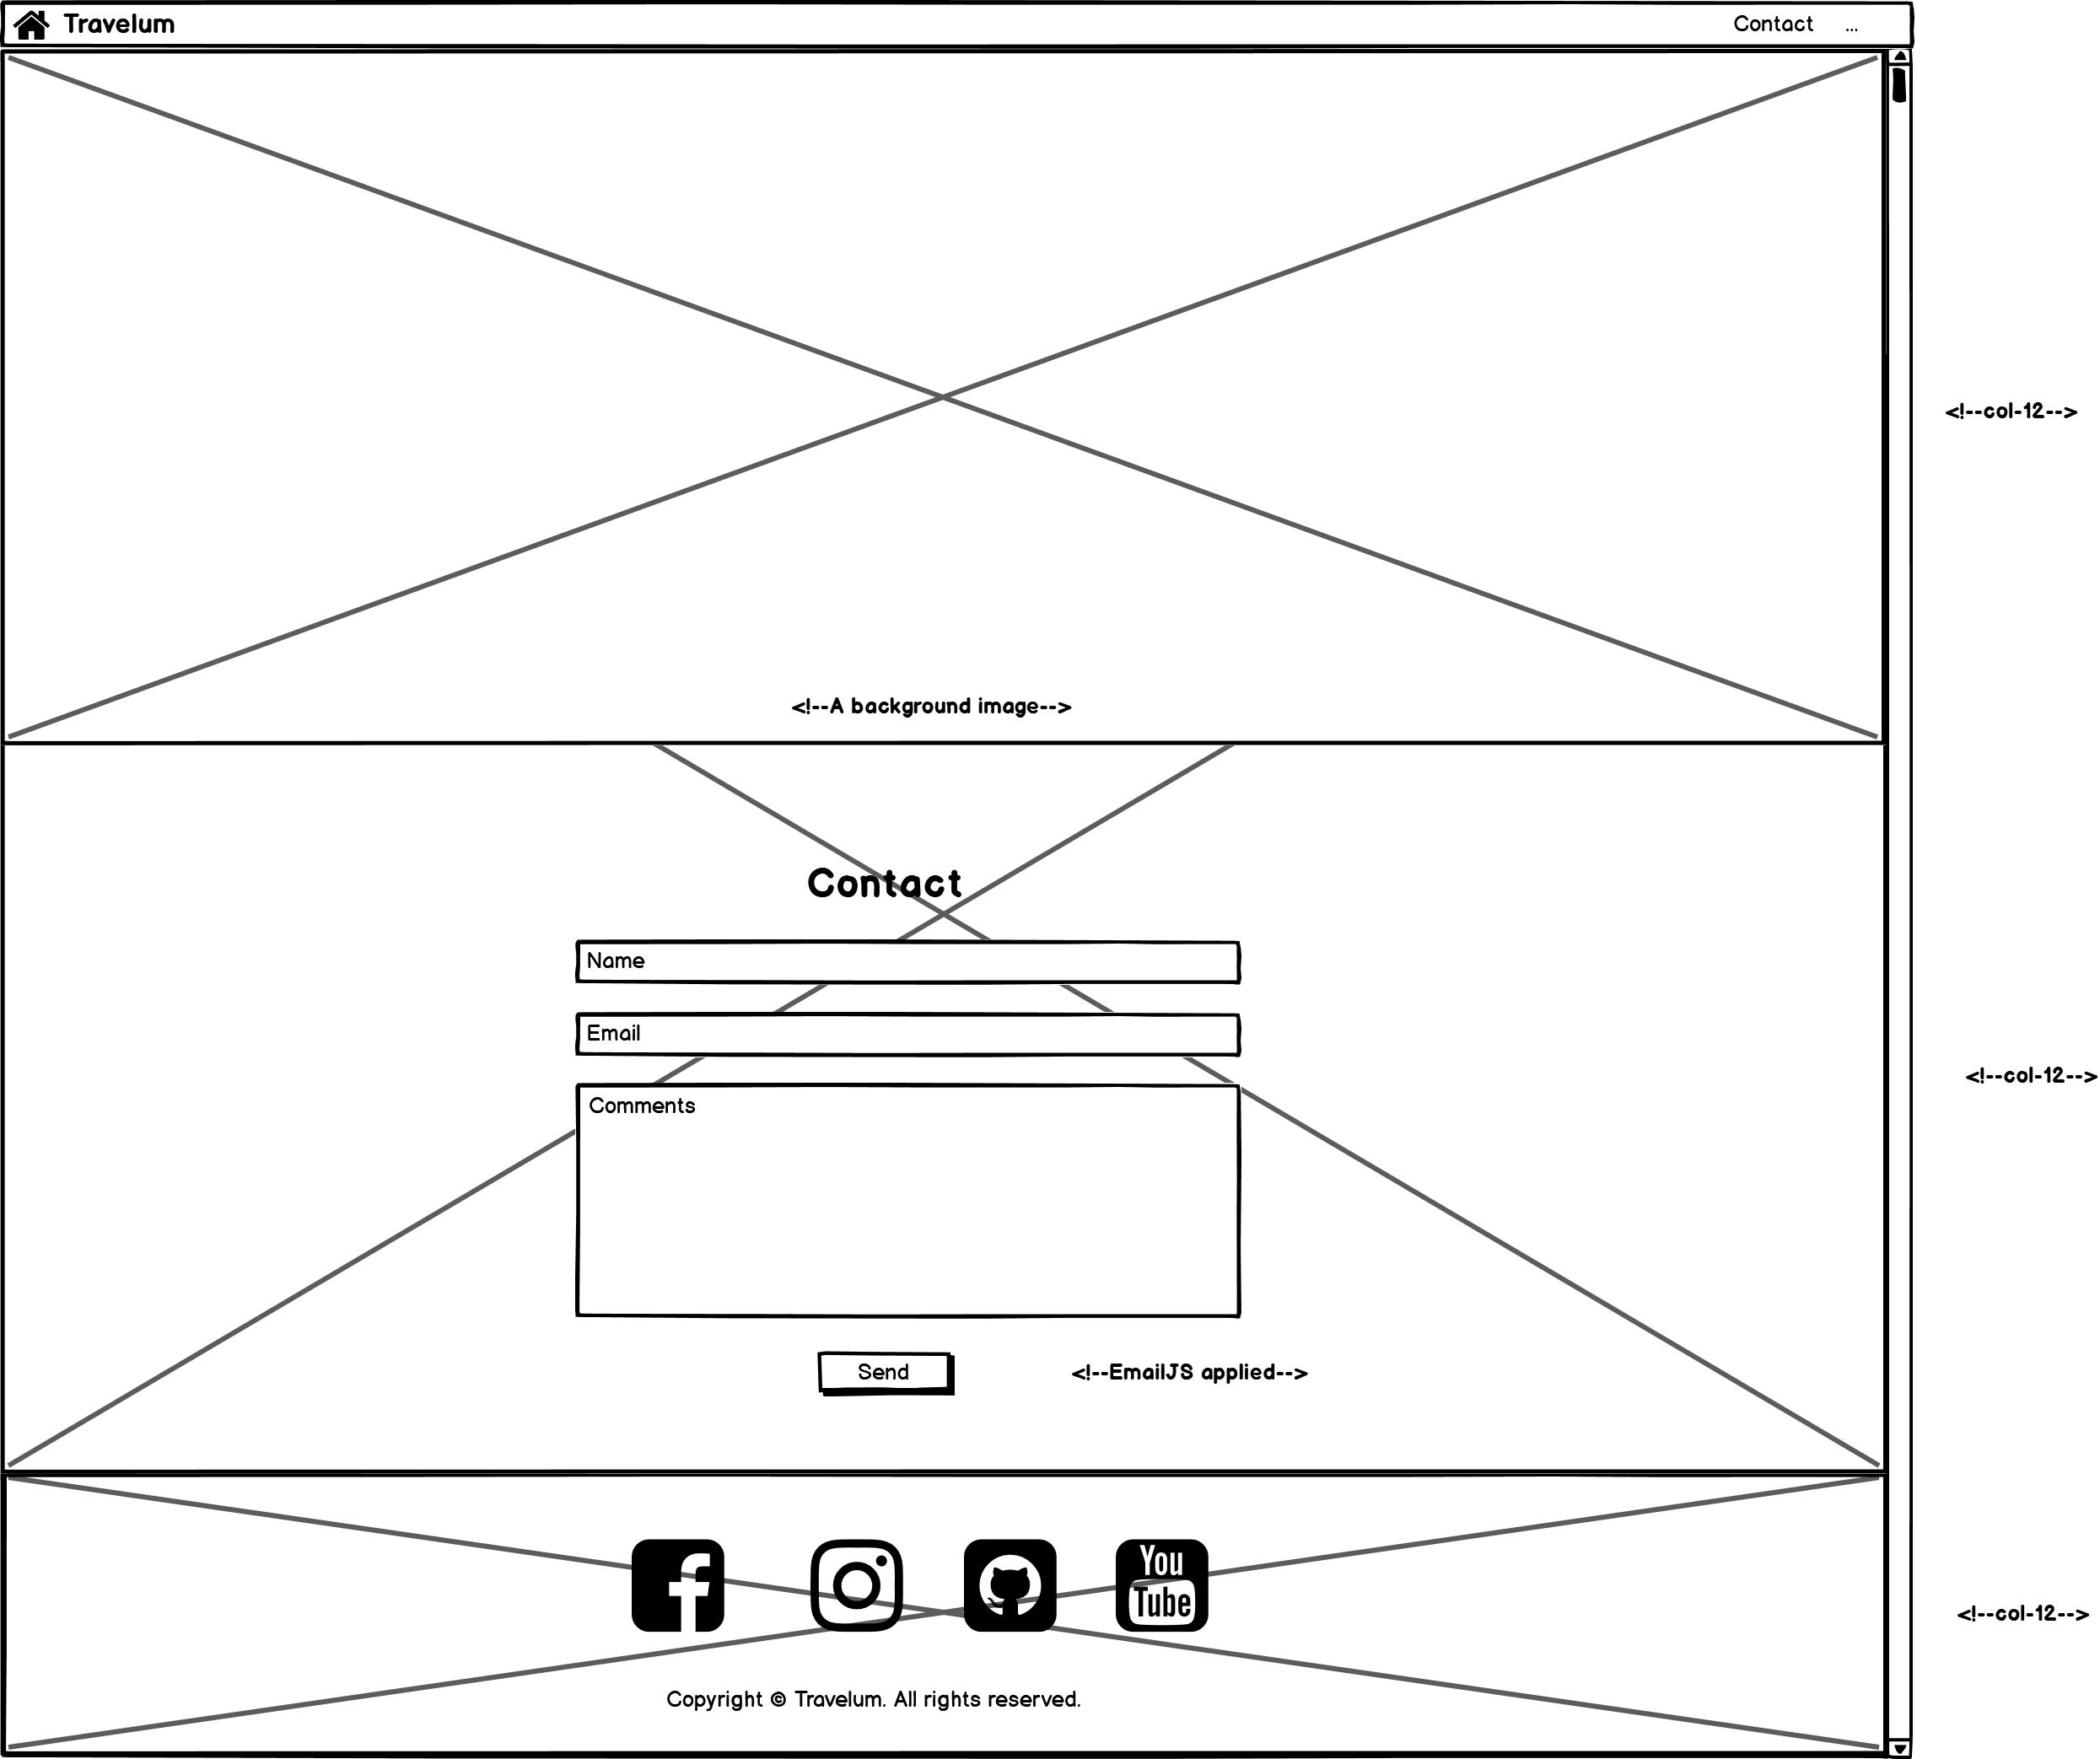 Travelum
Contact ...
<!--col-12-->
<!--A background image-->
Contact
Name
Email
<!--col-12-->
Comments
Send
<!--EmailJS applied-->
You
Tube
<!--col-12-->
Copyright © Travelum. All rights reserved.